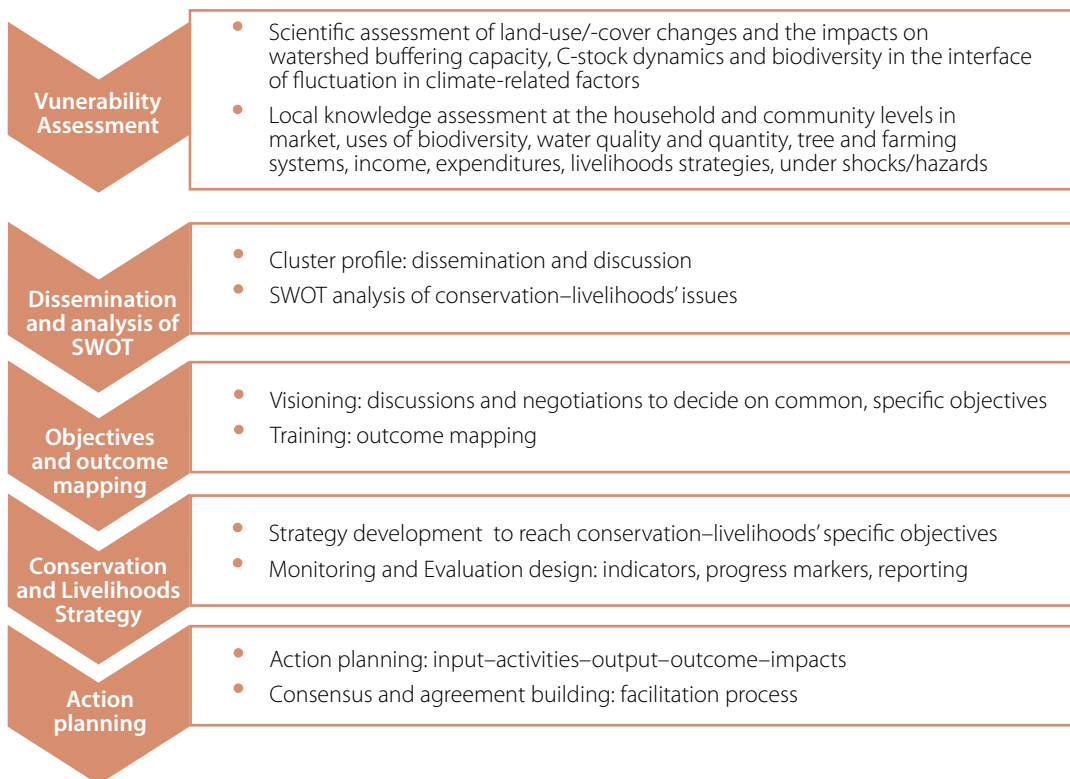 Vunerability
Assessment
• Scientific assessment of land-use/-cover changes and the impacts on
watershed buffering capacity, C-stock dynamics and biodiversity in the interface
of fluctuation in climate-related factors
• Local knowledge assessment at the household and community levels in
market, uses of biodiversity, water quality and quantity, tree and farming
systems, income, expenditures, livelihoods strategies, under shocks/hazards
Dissemination
and analysis of
SWOT
• Cluster profile: dissemination and discussion
• SWOT analysis of conservation–livelihoods’ issues
Objectives
and outcome
mapping
• Visioning: discussions and negotiations to decide on common, specific objectives
• Training: outcome mapping
Conservation
and Livelihoods
Strategy
• Strategy development to reach conservation–livelihoods’ specific objectives
• Monitoring and Evaluation design: indicators, progress markers, reporting
Action
planning
• Action planning: input–activities–output–outcome–impacts
• Consensus and agreement building: facilitation process